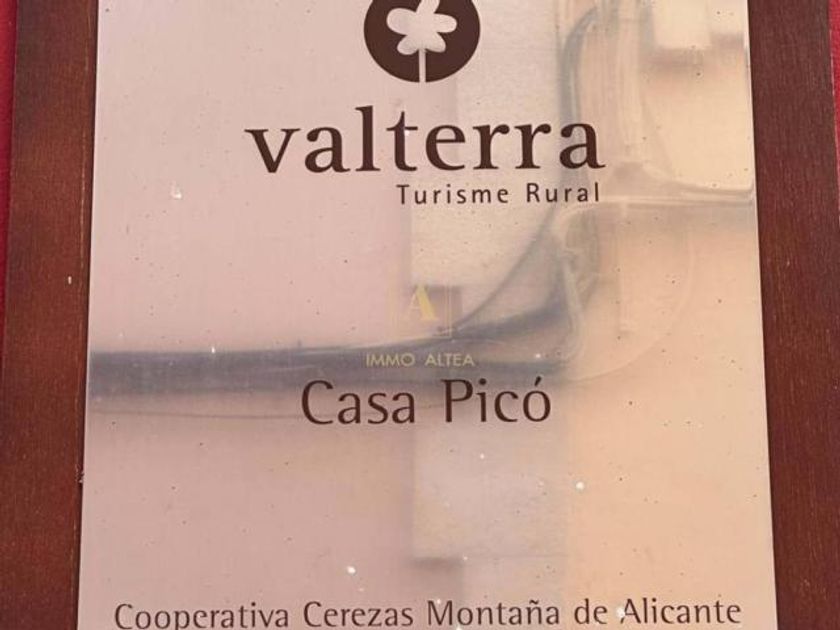 valterra
Turisme Rural
A
IMMO ALTEA
Casa Picó
Cooperativa Cerezas Montaña de Alicante